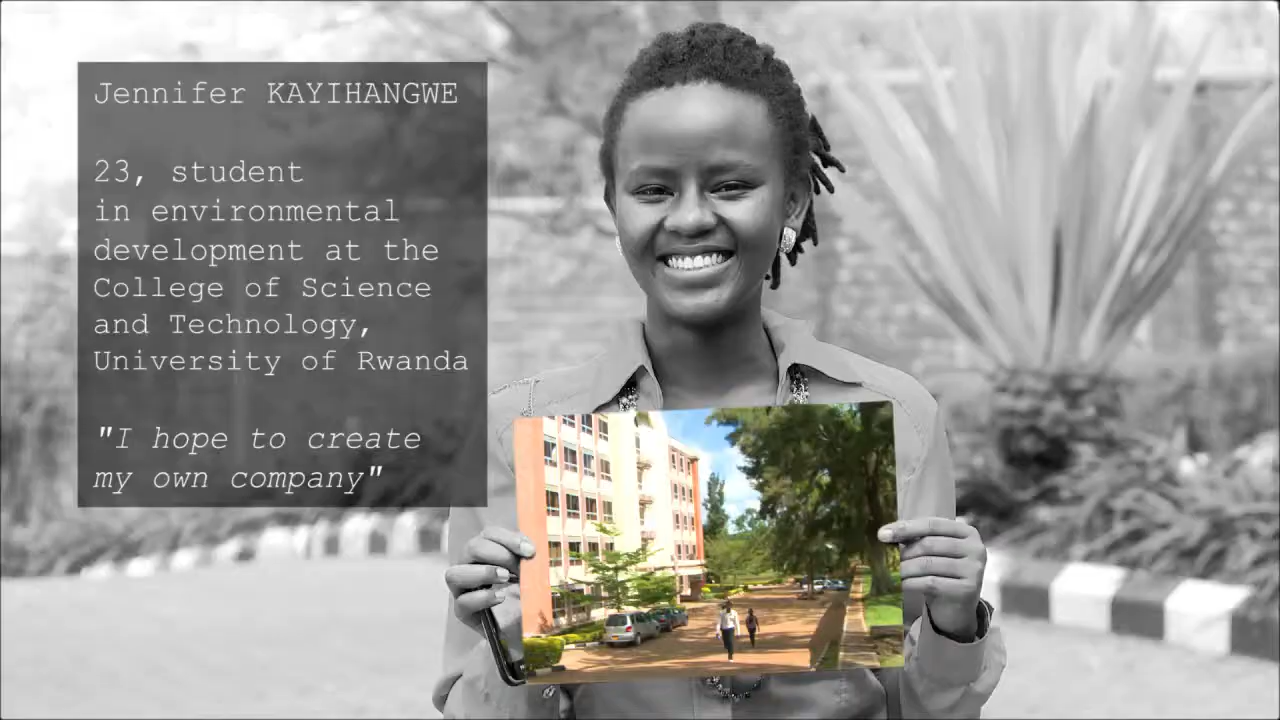 Jennifer KAYIHANGWE
23, student
in environmental
development at the
College of Science
and Technology,
University of Rwanda
"I hope to create
my own company"